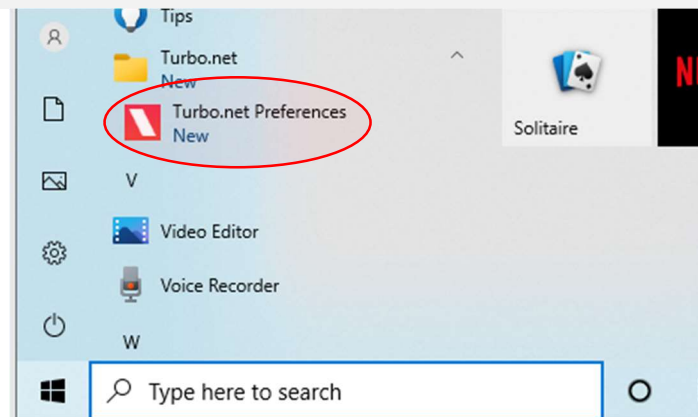 Tips
Turbo.net
New
Turbo.net Preferences
New
Solitaire
V
Video Editor
Voice Recorder
W
Type here to search